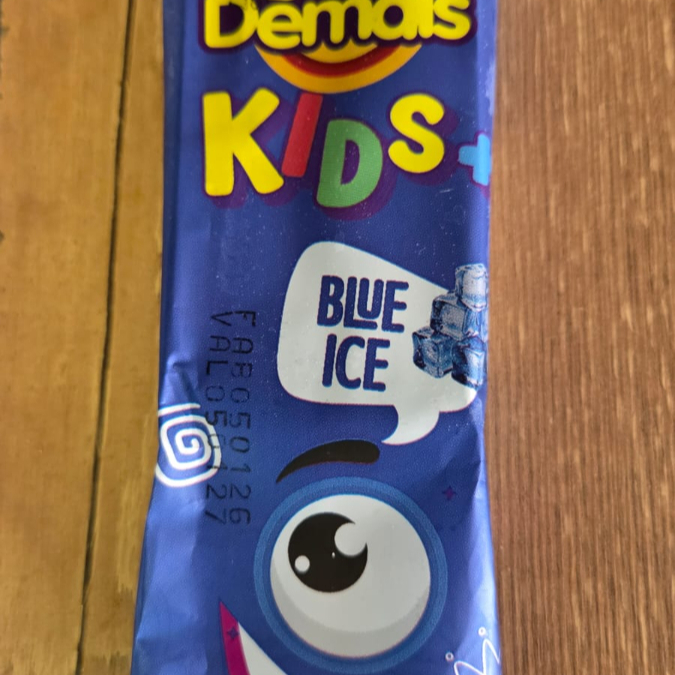 Demais
KIDS+
BLUE
ICE
FAB050126
VAL050127